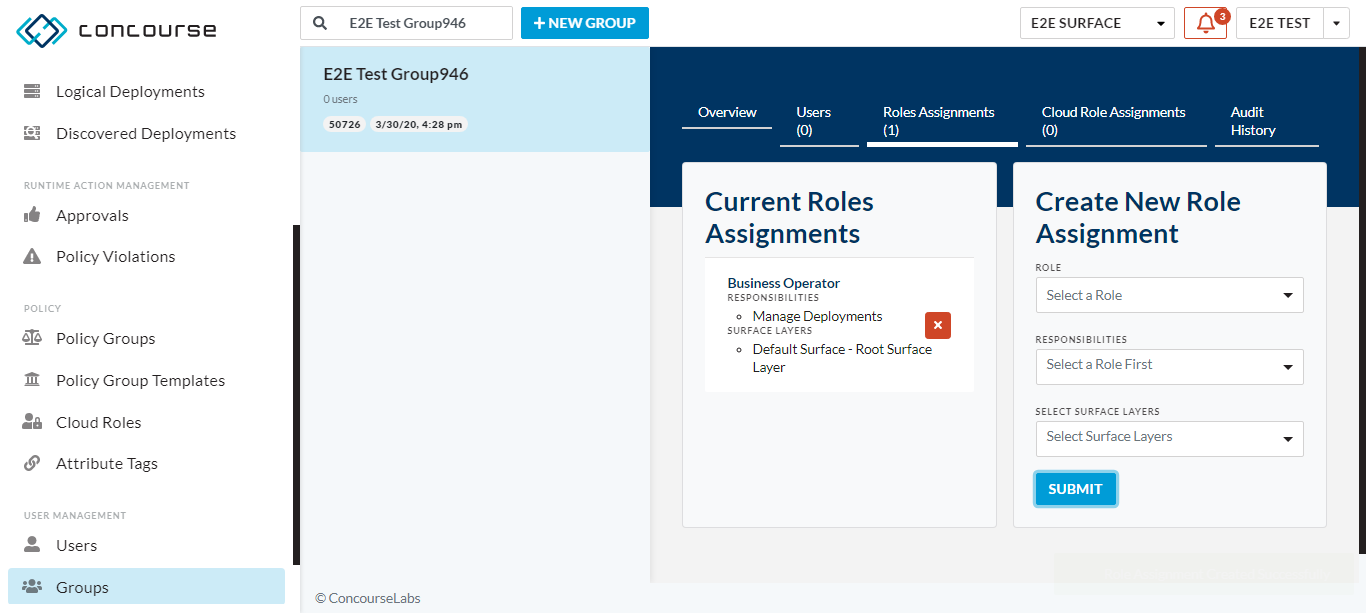 concourse
E2E Test Group946
+ NEW GROUP
E2E SURFACE
3
E2E TEST
Logical Deployments
Discovered Deployments
RUNTIME ACTION MANAGEMENT
Approvals
Policy Violations
POLICY
Policy Groups
Policy Group Templates
Cloud Roles
Attribute Tags
USER MANAGEMENT
Users
Groups
E2E Test Group946
0 users
50726 3/30/20, 4:28 pm
Overview
Users
(0)
Roles Assignments
(1)
Cloud Role Assignments
(0)
Audit
History
Current Roles
Assignments
Business Operator
RESPONSIBILITIES
Manage Deployments
SURFACE LAYERS
Default Surface - Root Surface
Layer
Create New Role
Assignment
ROLE
Select a Role
RESPONSIBILITIES
Select a Role First
SELECT SURFACE LAYERS
Select Surface Layers
SUBMIT
© ConcourseLabs